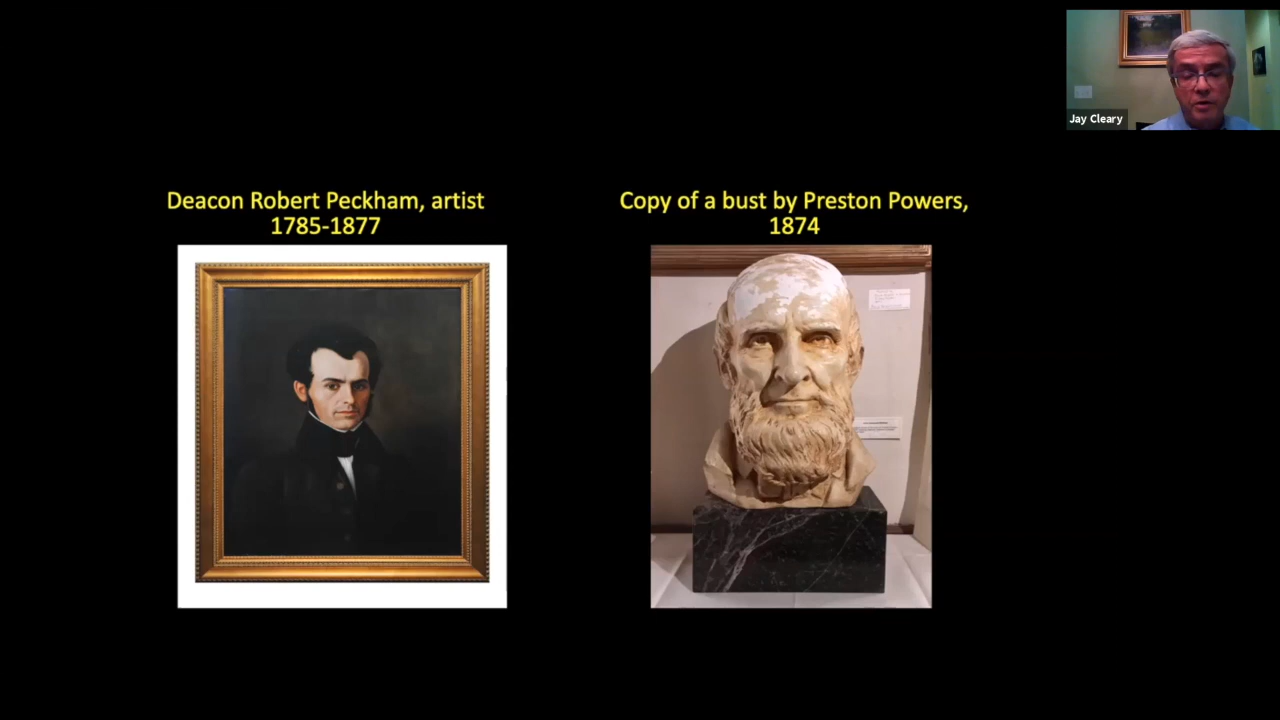 Jay Cleary
Deacon Robert Peckham, artist
1785-1877
Copy of a bust by Preston Powers,
1874